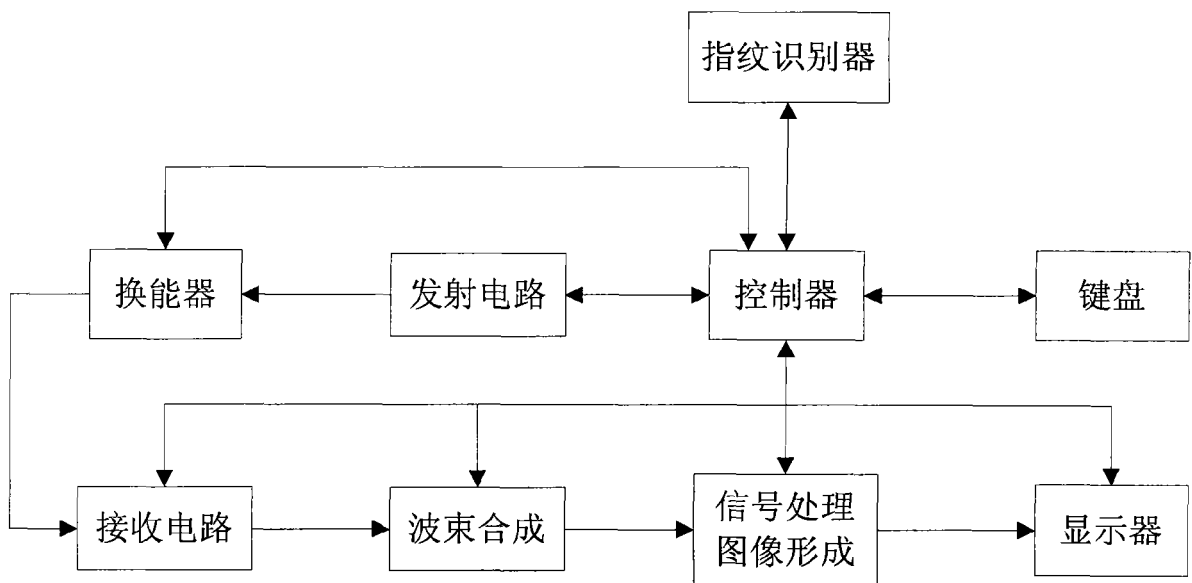 指纹识别器
换能器
发射电路
控制器
键盘
接收电路
波束合成
信号处理
图像形成
显示器